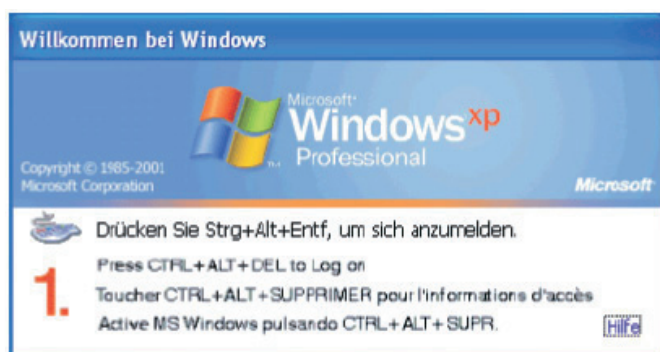 Willkommen bei Windows
Microsoft
Windows xp
Professional
Copyright © 1985-2001
Microsoft Corporation
Microsoft
Drücken Sie Strg+Alt+Entf, um sich anzumelden.
1.
Press CTRL+ALT+DEL to Log on
Toucher CTRL+ALT+SUPPRIMER pour l'informations d'accès
Active MS Windows pulsando CTRL+ALT+SUPR.
Hilfe